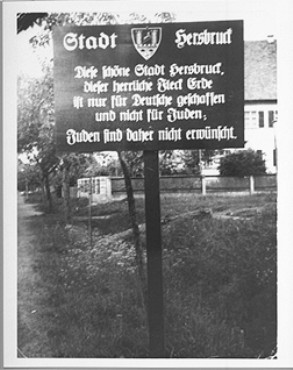 Stadt Hersbruck
Diese schöne Stadt Hersbruck,
dieser herrliche Fleck Erde
ist nur für Deutsche geschaffen
und nicht für Juden;
Juden sind daher nicht erwünscht.